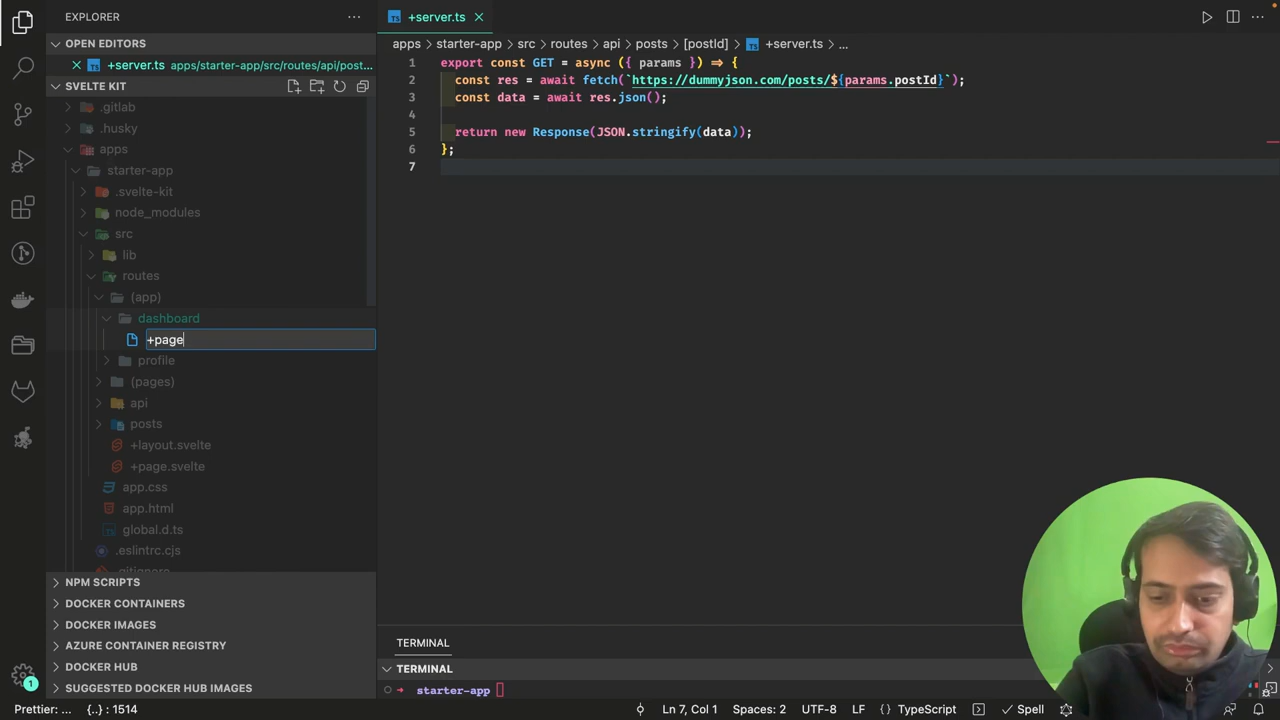 EXPLORER
OPEN EDITORS
+server.ts apps/starter-app/src/routes/api/post...
SVELTE KIT
.gitlab
.husky
apps
starter-app
.svelte-kit
node_modules
src
lib
routes
(app)
dashboard
+page
profile
(pages)
api
posts
+layout.svelte
+page.svelte
app.css
app.html
global.d.ts
.eslintrc.cjs
.gitignore
NPM SCRIPTS
DOCKER CONTAINERS
DOCKER IMAGES
AZURE CONTAINER REGISTRY
DOCKER HUB
SUGGESTED DOCKER HUB IMAGES
TS +server.ts
apps > starter-app > src > routes > api > posts > [postId] > TS +server.ts > ...
1 export const GET = async ({ params }) => {
2 const res = await fetch(`https://dummyjson.com/posts/${params.postId}`);
3 const data = await res.json();
4
5 return new Response(JSON.stringify(data));
6 };
7
TERMINAL
TERMINAL
starter-app
1
Prettier: ... {..} : 1514 Ln 7, Col 1 Spaces: 2 UTF-8 LF { } TypeScript Spell